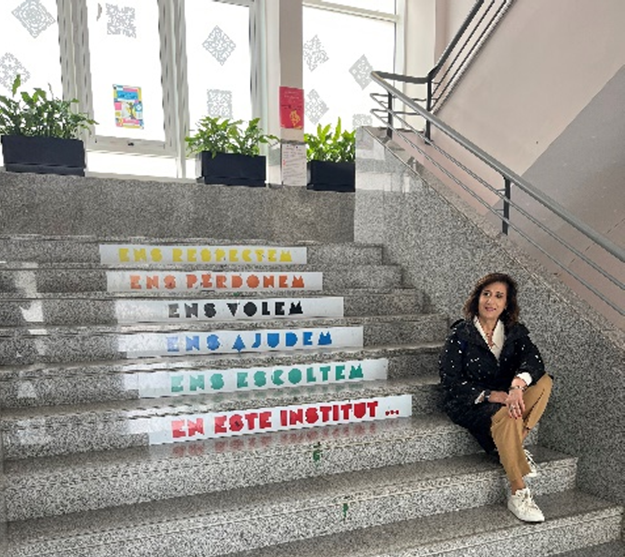 ENS RESPECTEM
ENS PERDONEM
ENS VOLEM
ENS AJUDEM
ENS ESCOLTEM
EN ESTE INSTITUT ...